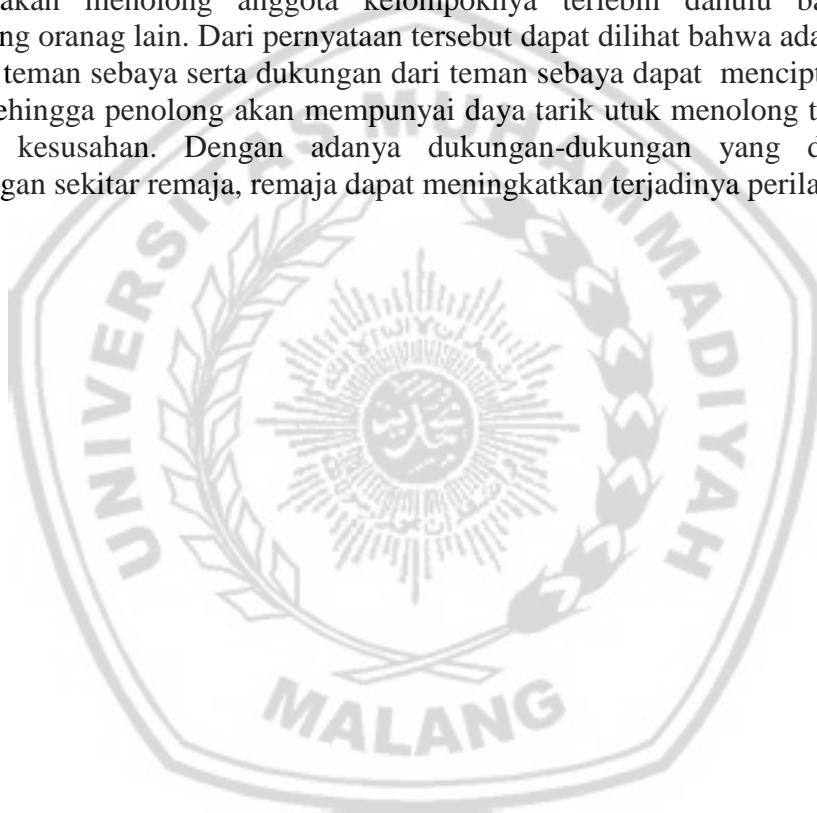 akan menolong anggota kelompoknya terlebih dahulu ba
ng oranag lain. Dari pernyataan tersebut dapat dilihat bahwa ada
teman sebaya serta dukungan dari teman sebaya dapat mencipt
ehingga penolong akan mempunyai daya tarik utuk menolong t
kesusahan. Dengan adanya dukungan-dukungan yang d
gan sekitar remaja, remaja dapat meningkatkan terjadinya perila
UNIVERSITAS MUHAMMADIYAH
MALANG